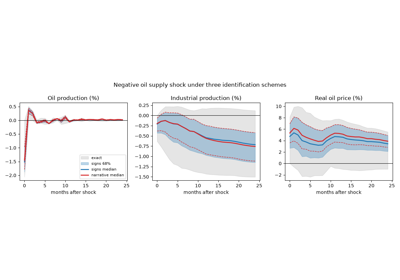 Negative oil supply shock under three identification schemes
Oil production (%)
0.5
0.0
−0.5
−1.0
−1.5
−2.0
0 5 10 15 20 25
months after shock
exact
signs 68%
signs median
narrative median
Industrial production (%)
0.25
0.00
−0.25
−0.50
−0.75
−1.00
−1.25
−1.50
0 5 10 15 20 25
months after shock
Real oil price (%)
10
8
6
4
2
0
−2
0 5 10 15 20 25
months after shock